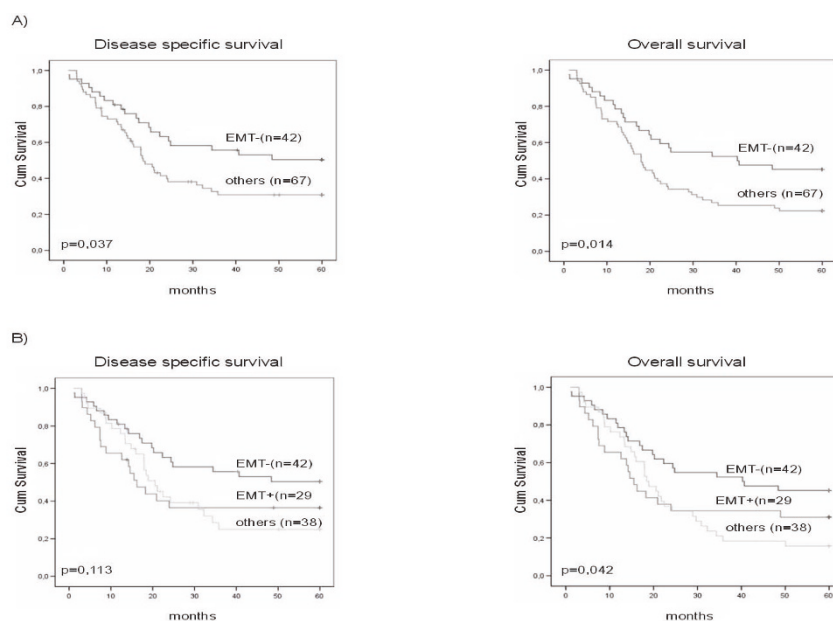 A)
Disease specific survival
Cum Survival
1,0
0,8
0,6
0,4
0,2
0,0
EMT-(n=42)
others (n=67)
p=0,037
0 10 20 30 40 50 60
months
Overall survival
Cum Survival
1,0
0,8
0,6
0,4
0,2
0,0
EMT-(n=42)
others (n=67)
p=0,014
0 10 20 30 40 50 60
months
B)
Disease specific survival
Cum Survival
1,0
0,8
0,6
0,4
0,2
0,0
EMT-(n=42)
EMT+(n=29
others (n=38)
p=0,113
0 10 20 30 40 50 60
months
Overall survival
Cum Survival
1,0
0,8
0,6
0,4
0,2
0,0
EMT-(n=42)
EMT+(n=29
others (n=38)
p=0,042
0 10 20 30 40 50 60
months